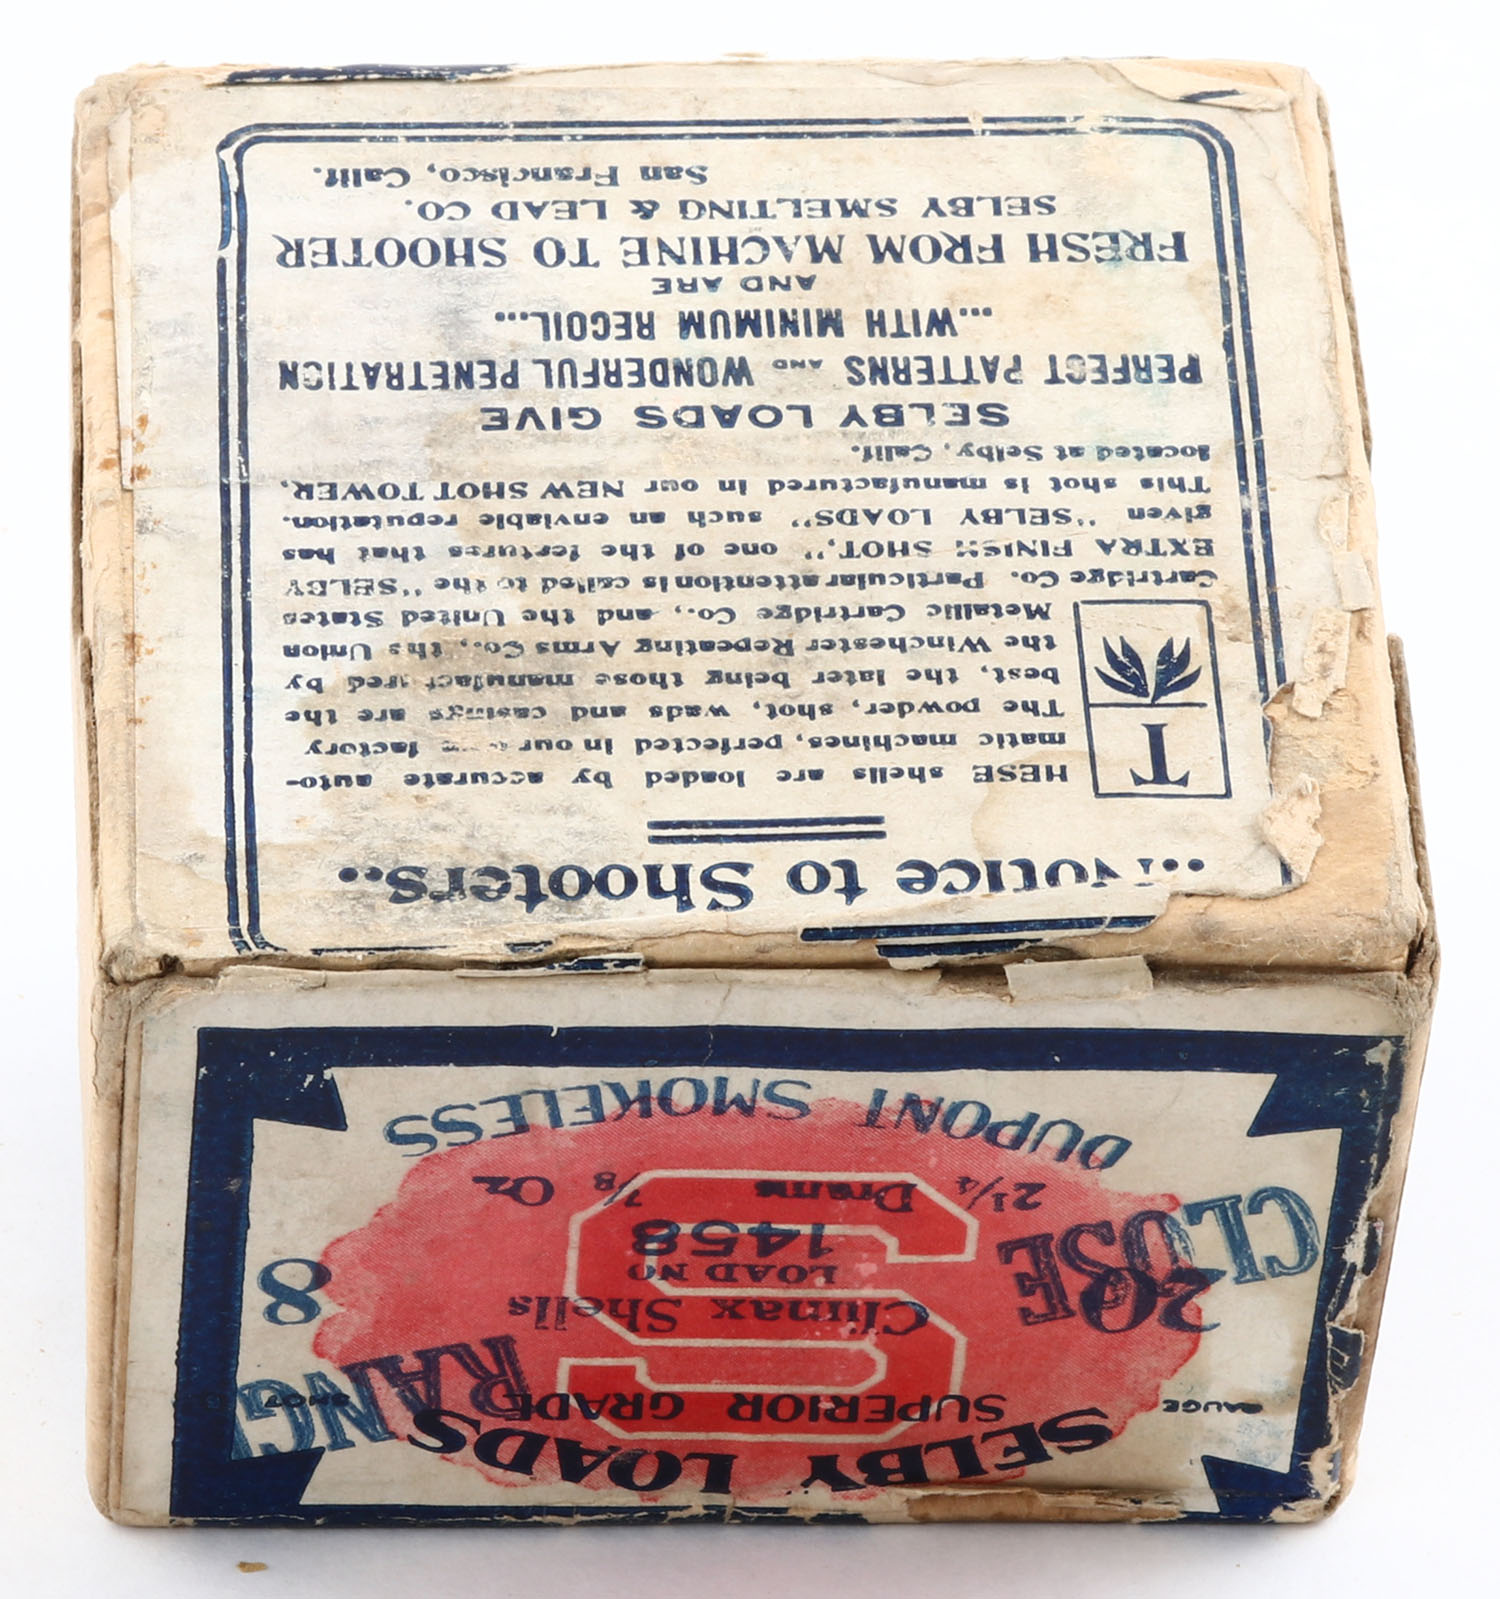 ...Notice to Shooters..
THESE shells are loaded by accurate auto-
matic machines, perfected in our factory
The powder, shot, wads and casings are the
best, the later being those manufactured by
the Winchester Repeating Arms Co., the Union
Metallic Cartridge Co., and the United States
Cartridge Co. Particular attention is called to the "SELBY
EXTRA FINISH SHOT," one of the features that has
given "SELBY LOADS" such an enviable reputation.
This shot is manufactured in our NEW SHOT TOWER,
located at Selby, Calif.
SELBY LOADS GIVE
PERFECT PATTERNS AND WONDERFUL PENETRATION
...WITH MINIMUM RECOIL...
AND ARE
FRESH FROM MACHINE TO SHOOTER
SELBY SMELTING & LEAD CO.
San Francisco, Calif.
SELBY LOADS
SUPERIOR GRADE
GAUGE
SHOT
20
8
CLOSE
RANG
S
Climax Shells
LOAD NO
1458
2 1/4 Drams 7/8 Oz
DUPONT SMOKELESS